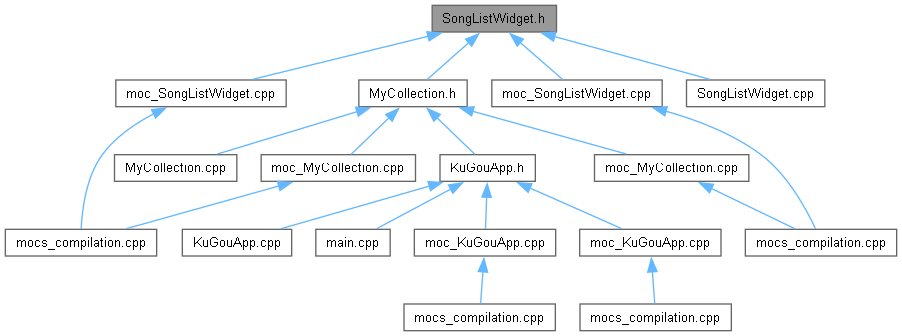 SongListWidget.h
moc_SongListWidget.cpp
MyCollection.h
moc_SongListWidget.cpp
SongListWidget.cpp
MyCollection.cpp
moc_MyCollection.cpp
KuGouApp.h
moc_MyCollection.cpp
mocs_compilation.cpp
KuGouApp.cpp
main.cpp
moc_KuGouApp.cpp
moc_KuGouApp.cpp
mocs_compilation.cpp
mocs_compilation.cpp
mocs_compilation.cpp